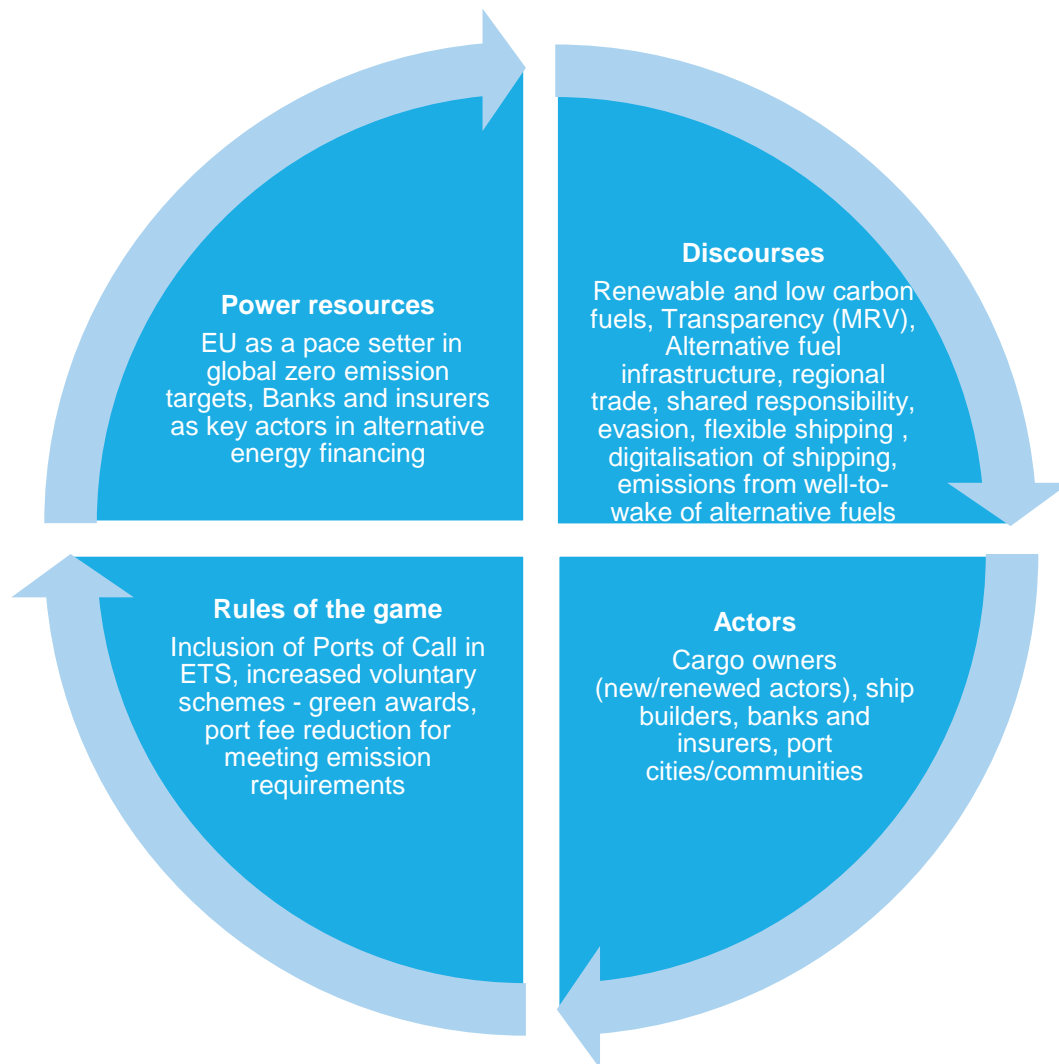 Power resources
EU as a pace setter in
global zero emission
targets, Banks and insurers
as key actors in alternative
energy financing
Discourses
Renewable and low carbon
fuels, Transparency (MRV),
Alternative fuel
infrastructure, regional
trade, shared responsibility,
evasion, flexible shipping ,
digitalisation of shipping,
emissions from well-to-
wake of alternative fuels
Rules of the game
Inclusion of Ports of Call in
ETS, increased voluntary
schemes - green awards,
port fee reduction for
meeting emission
requirements
Actors
Cargo owners
(new/renewed actors), ship
builders, banks and
insurers, port
cities/communities